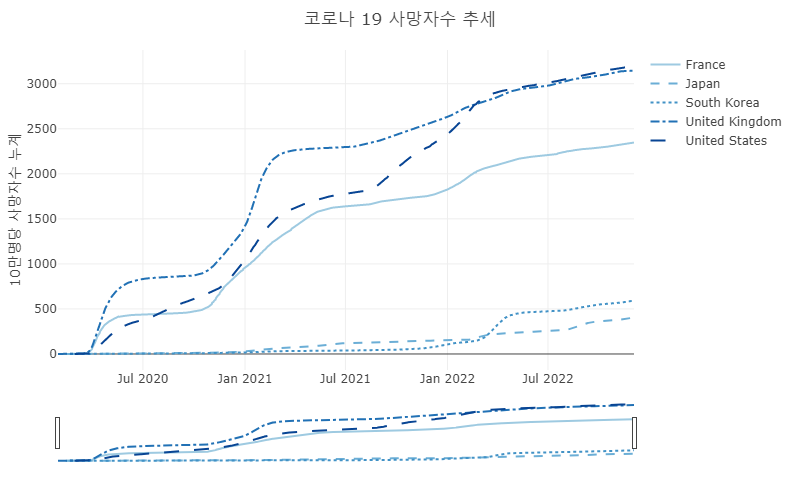 코로나 19 사망자수 추세
10만명당 사망자수 누계
3000
2500
2000
1500
1000
500
0
Jul 2020
Jan 2021
Jul 2021
Jan 2022
Jul 2022
France
Japan
South Korea
United Kingdom
United States